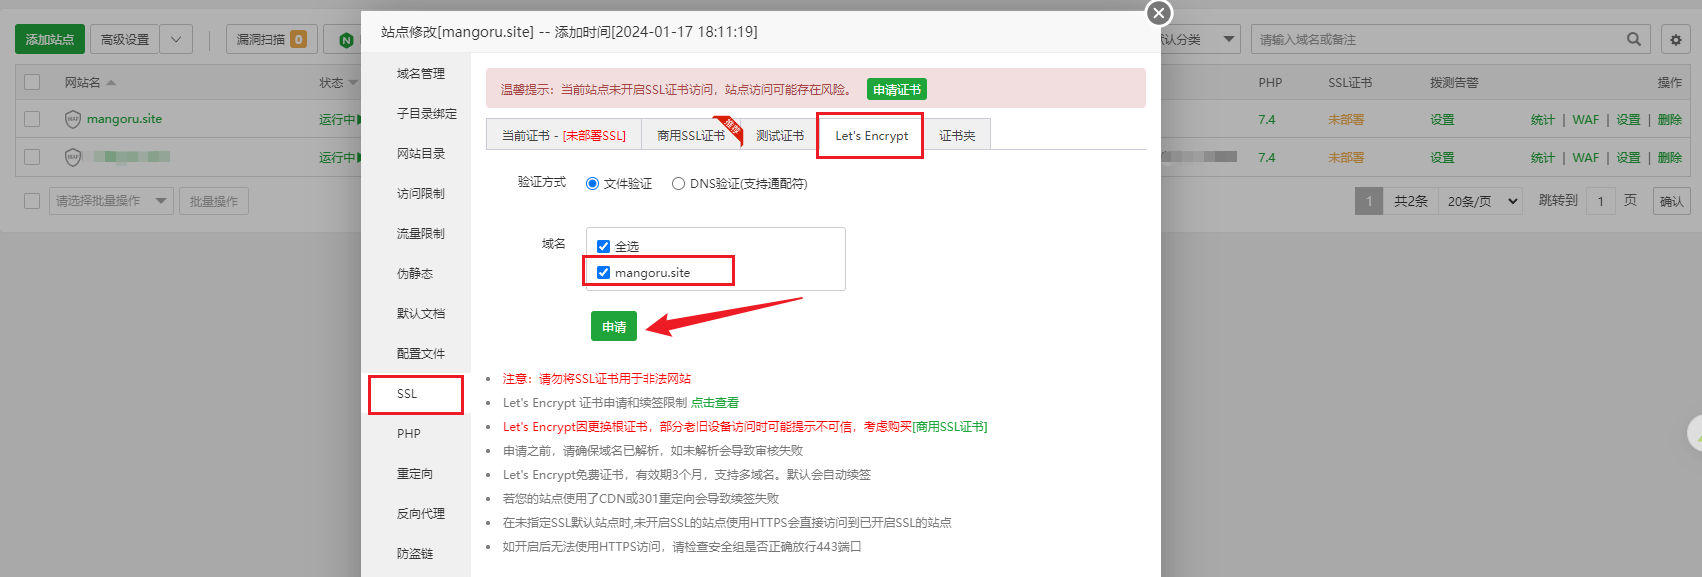 站点修改[mangoru.site] -- 添加时间[2024-01-17 18:11:19]
添加站点
高级设置
漏洞扫描 0
认分类
请输入域名或备注
网站名
状态
PHP
SSL证书
拨测告警
操作
mangoru.site
运行中
7.4
未部署
设置
统计 | WAF | 设置 | 删除
运行中
7.4
未部署
设置
统计 | WAF | 设置 | 删除
请选择批量操作
批量操作
1
共2条
20条/页
跳转到
1
页
确认
域名管理
子目录绑定
网站目录
访问限制
流量限制
伪静态
默认文档
配置文件
SSL
PHP
重定向
反向代理
防盗链
温馨提示：当前站点未开启SSL证书访问，站点访问可能存在风险。 申请证书
当前证书 - [未部署SSL]
商用SSL证书
推荐
测试证书
Let's Encrypt
证书夹
验证方式
文件验证
DNS验证(支持通配符)
域名
全选
mangoru.site
申请
注意：请勿将SSL证书用于非法网站
Let's Encrypt 证书申请和续签限制 点击查看
Let's Encrypt因更换根证书，部分老旧设备访问时可能提示不可信，考虑购买[商用SSL证书]
申请之前，请确保域名已解析，如未解析会导致审核失败
Let's Encrypt免费证书，有效期3个月，支持多域名。默认会自动续签
若您的站点使用了CDN或301重定向会导致续签失败
在未指定SSL默认站点时,未开启SSL的站点使用HTTPS会直接访问到已开启SSL的站点
如开启后无法使用HTTPS访问，请检查安全组是否正确放行443端口